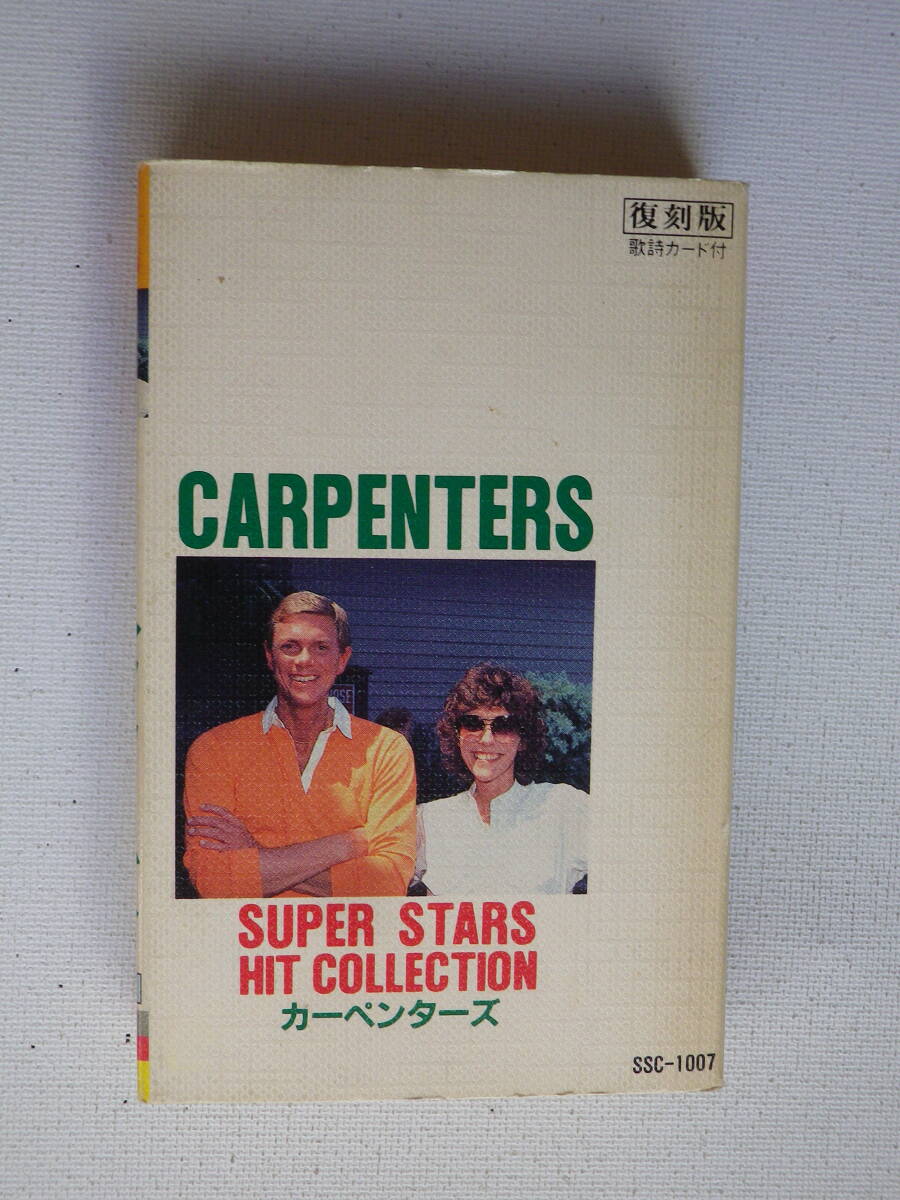 復刻版
歌詩カード付
CARPENTERS
SUPER STARS
HIT COLLECTION
カーペンターズ
SSC-1007